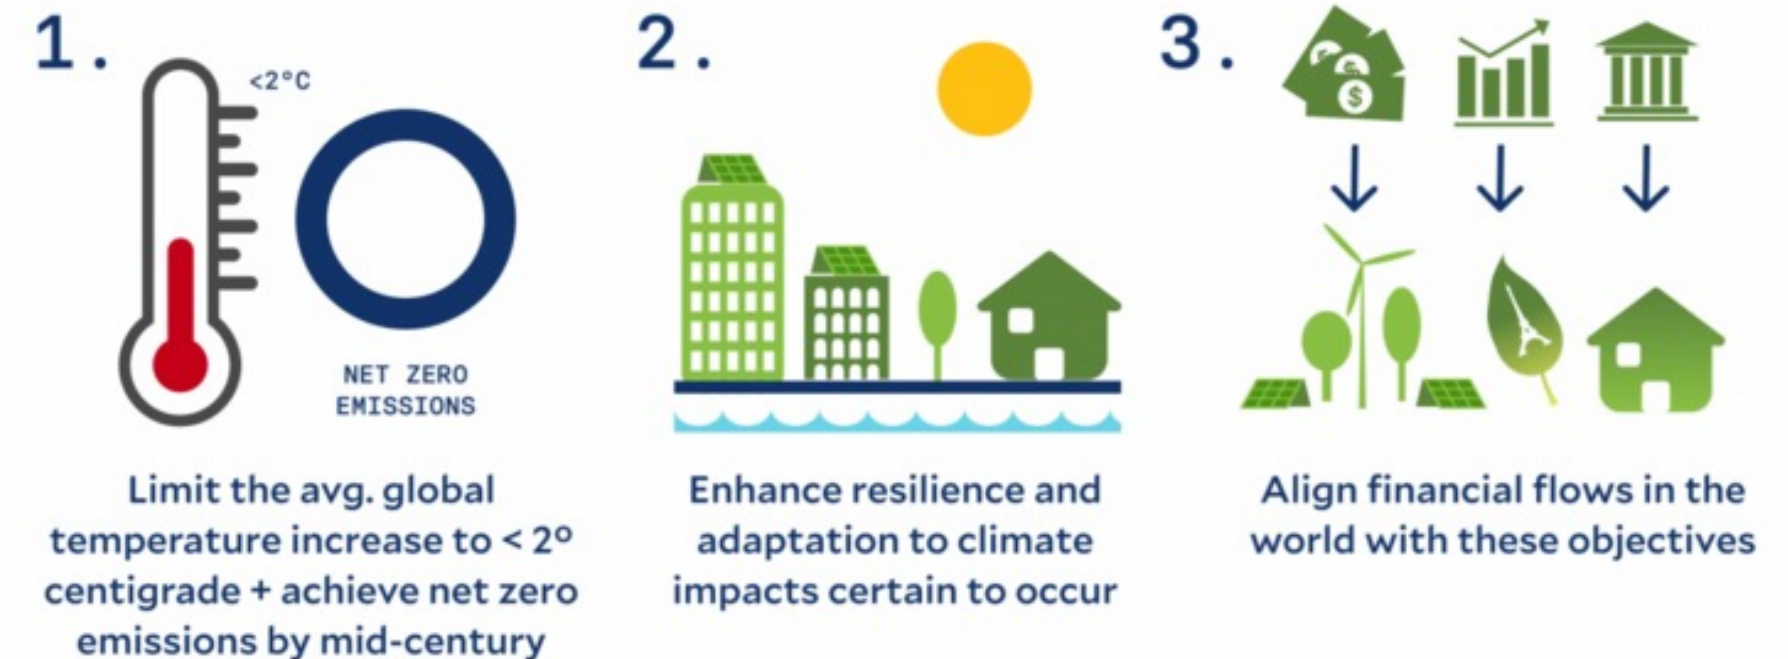 1.
<2°C
NET ZERO
EMISSIONS
Limit the avg. global
temperature increase to < 2°
centigrade + achieve net zero
emissions by mid-century
2.
Enhance resilience and
adaptation to climate
impacts certain to occur
3.
$
Align financial flows in the
world with these objectives